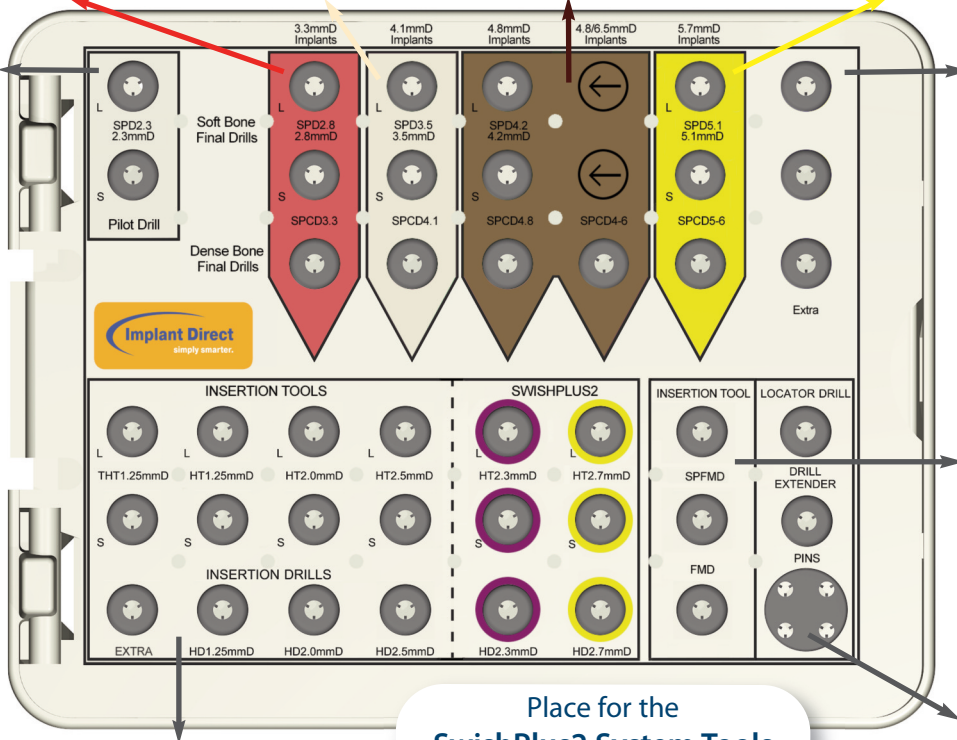 3.3mmD
Implants
4.1mmD
Implants
4.8mmD
Implants
4.8/6.5mmD
Implants
5.7mmD
Implants
L
L
L
L
L
SPD2.3
2.3mmD
Soft Bone
Final Drills
SPD2.8
2.8mmD
SPD3.5
3.5mmD
SPD4.2
4.2mmD
SPD5.1
5.1mmD
S
S
S
S
S
Pilot Drill
SPCD3.3
SPCD4.1
SPCD4.8
SPCD4-6
SPCD5-6
Dense Bone
Final Drills
Extra
Implant Direct
simply smarter.
INSERTION TOOLS
SWISHPLUS2
INSERTION TOOL
LOCATOR DRILL
L
L
L
L
L
L
THT1.25mmD
HT1.25mmD
HT2.0mmD
HT2.5mmD
HT2.3mmD
HT2.7mmD
SPFMD
DRILL
EXTENDER
S
S
S
S
S
S
INSERTION DRILLS
FMD
PINS
EXTRA
HD1.25mmD
HD2.0mmD
HD2.5mmD
HD2.3mmD
HD2.7mmD
Place for the
SwishPlus2 System Tools